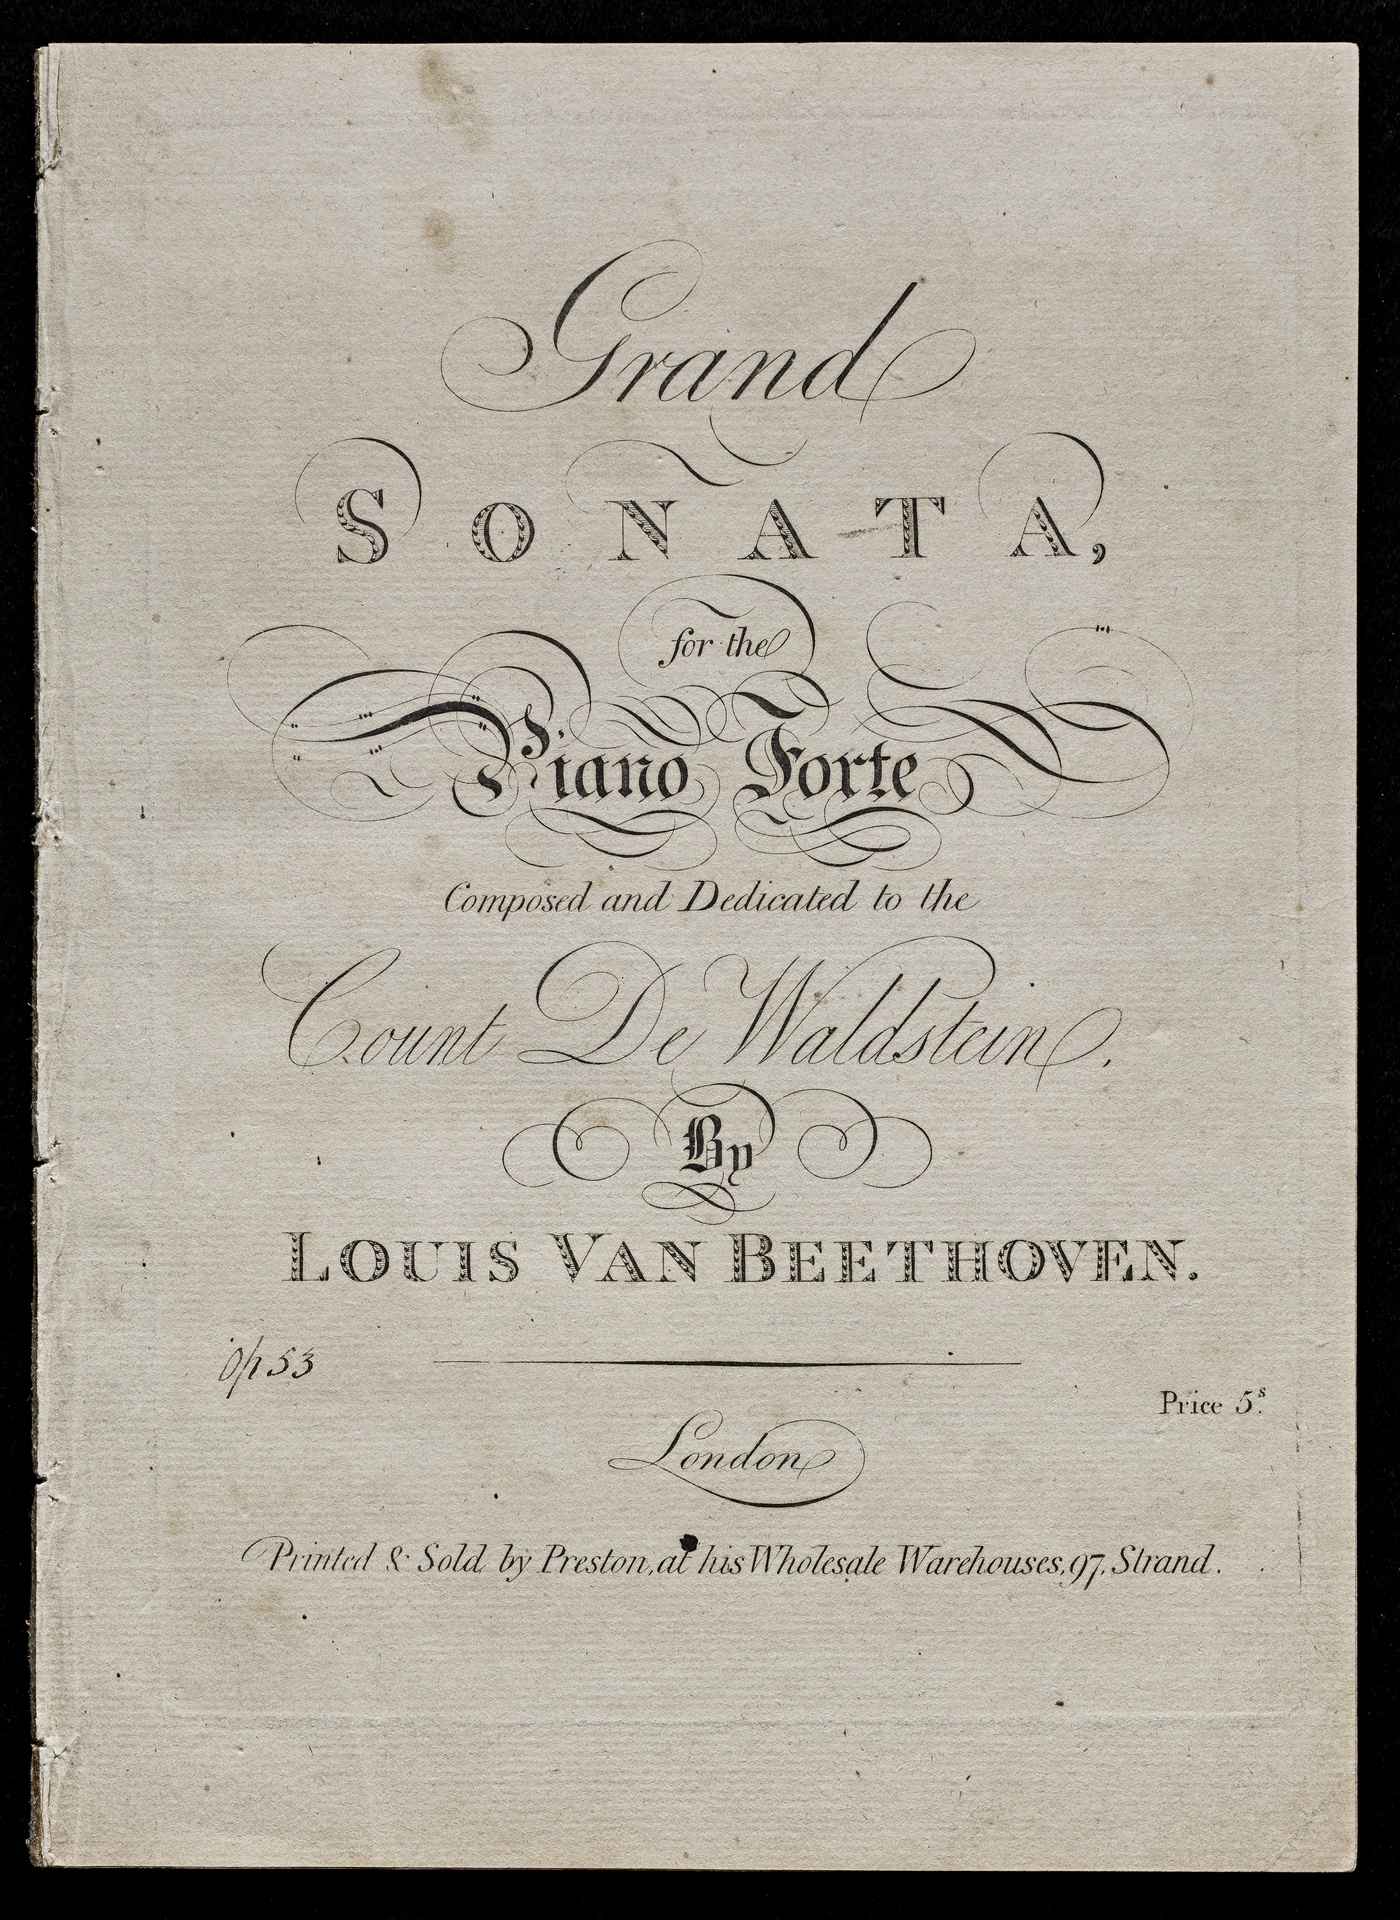 Grand
SONATA,
for the
Piano Forte
Composed and Dedicated to the
Count De Waldstein.
By
LOUIS VAN BEETHOVEN.
Op 53
Price 5.s
London
Printed & Sold by Preston, at his Wholesale Warehouses, 97, Strand.